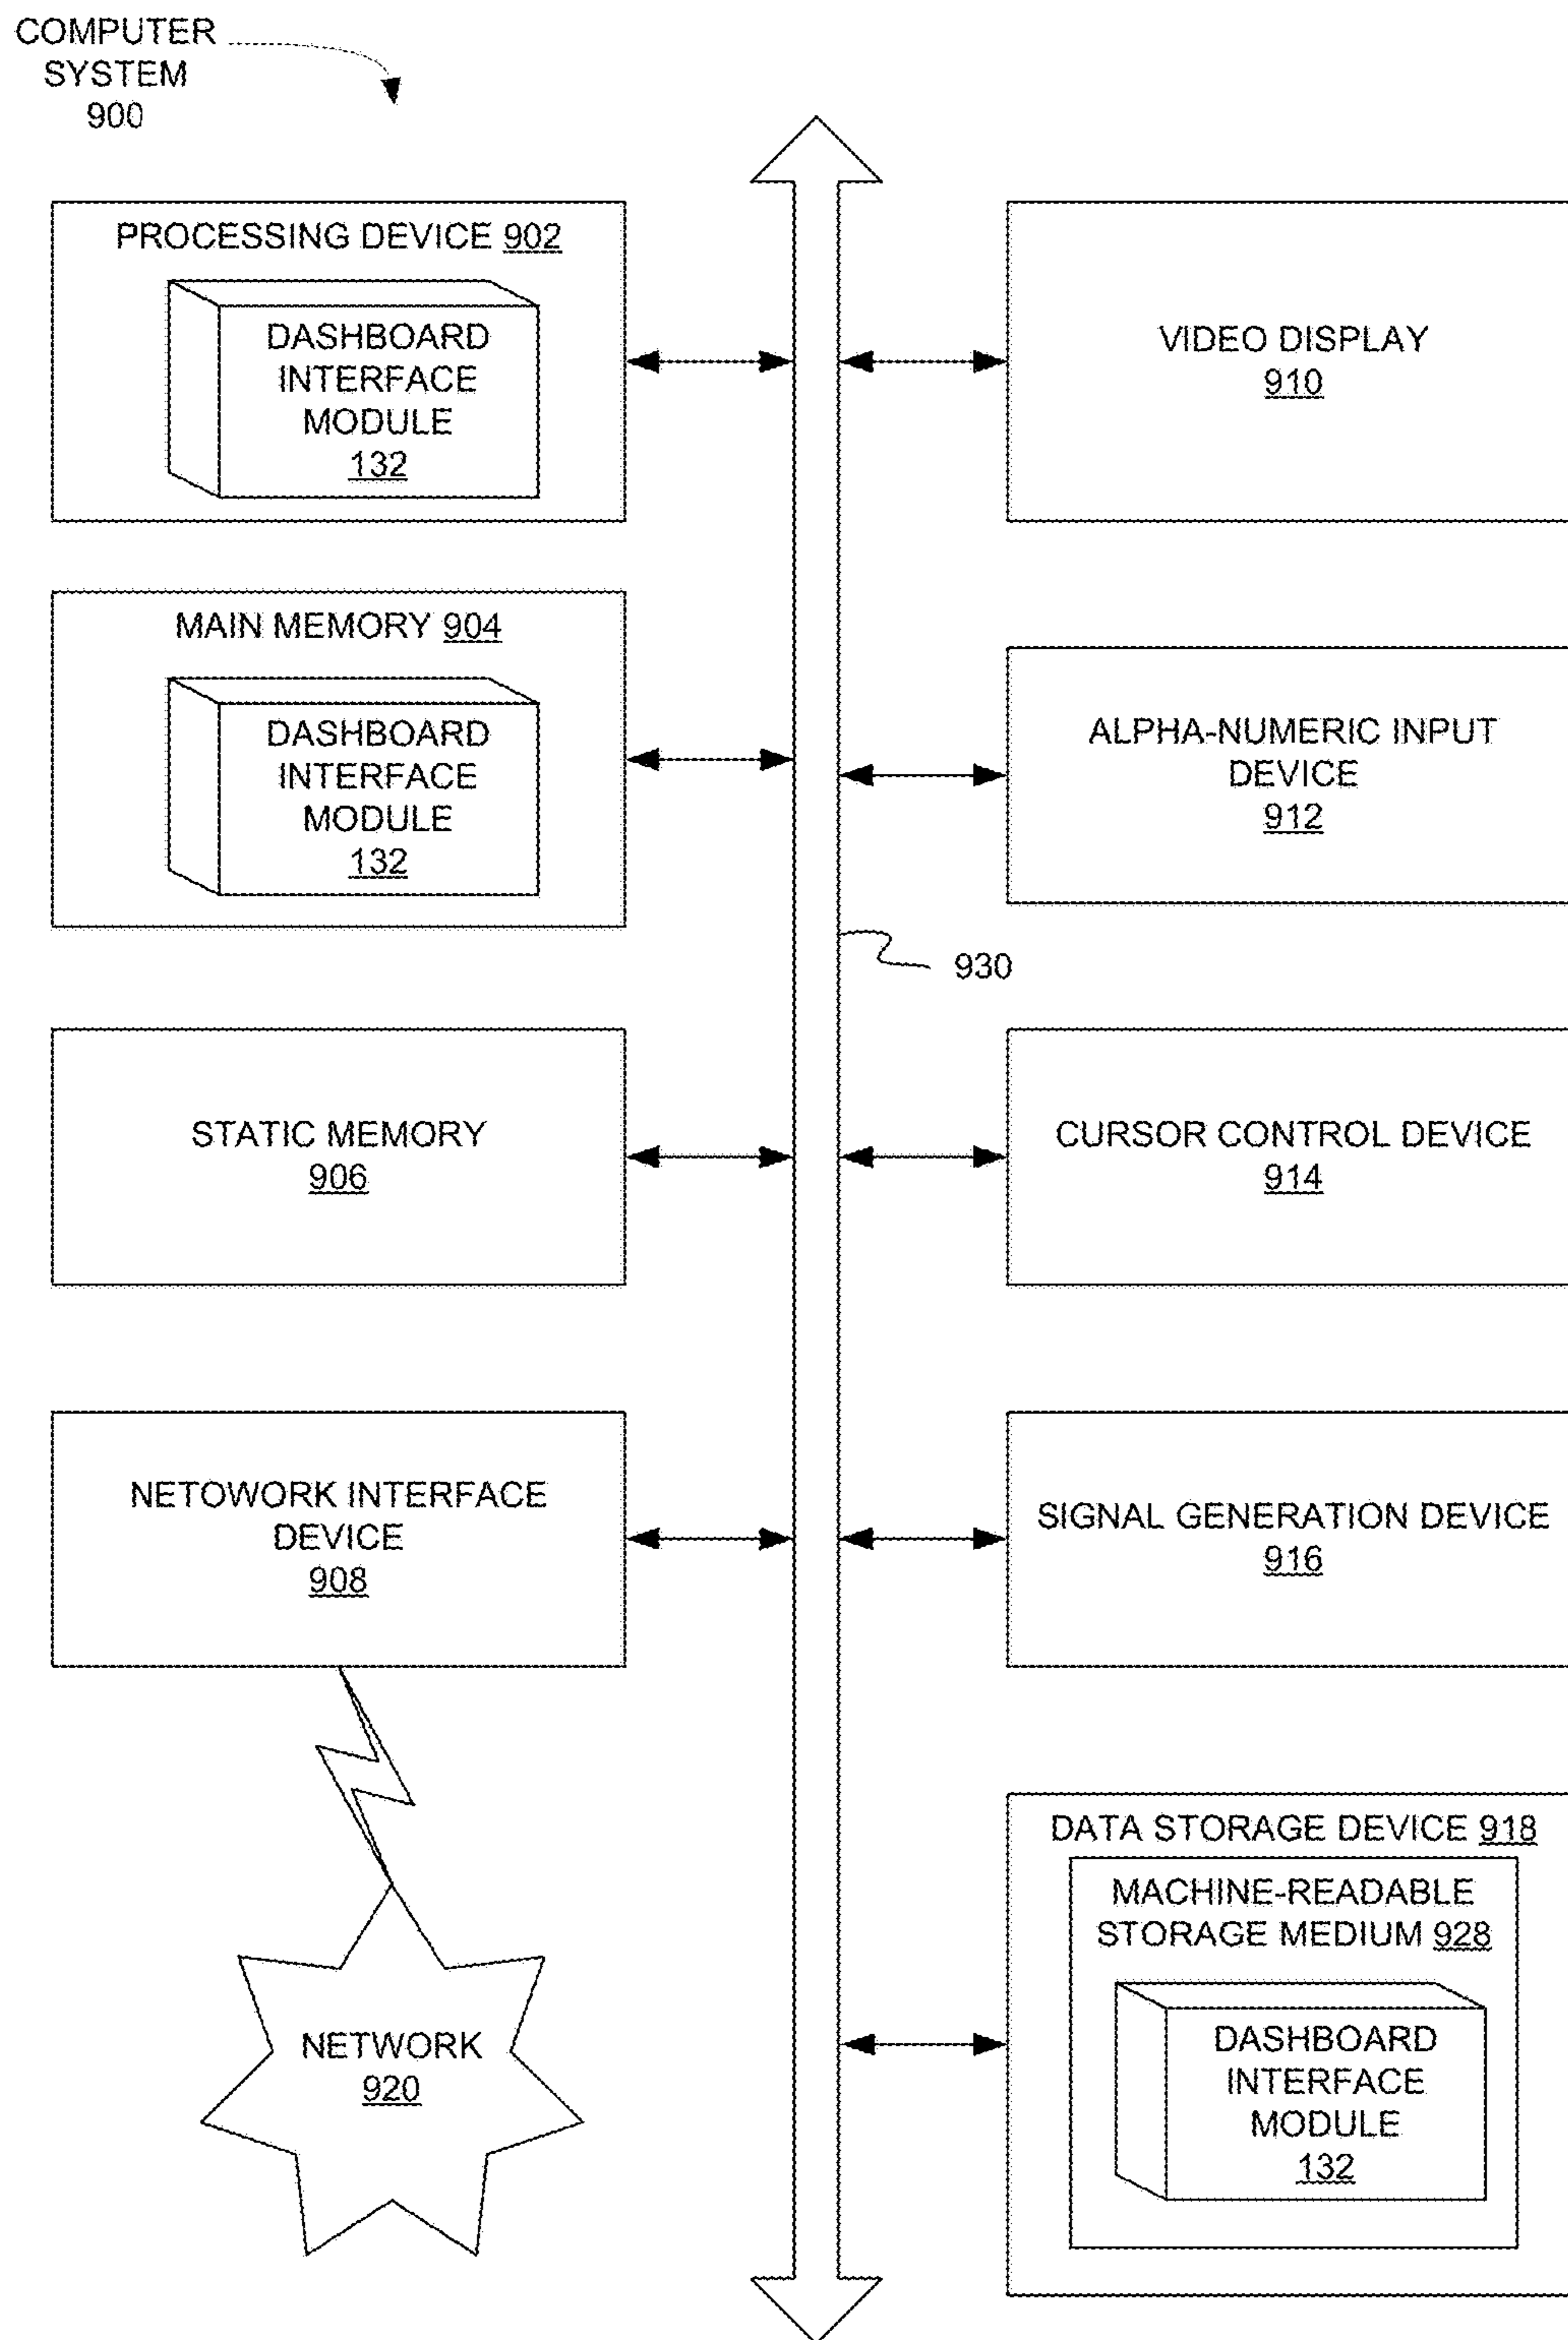 COMPUTER
SYSTEM
900
PROCESSING DEVICE 902
DASHBOARD
INTERFACE
MODULE
132
VIDEO DISPLAY
910
MAIN MEMORY 904
DASHBOARD
INTERFACE
MODULE
132
ALPHA-NUMERIC INPUT
DEVICE
912
930
STATIC MEMORY
906
CURSOR CONTROL DEVICE
914
NETOWORK INTERFACE
DEVICE
908
SIGNAL GENERATION DEVICE
916
NETWORK
920
DATA STORAGE DEVICE 918
MACHINE-READABLE
STORAGE MEDIUM 928
DASHBOARD
INTERFACE
MODULE
132